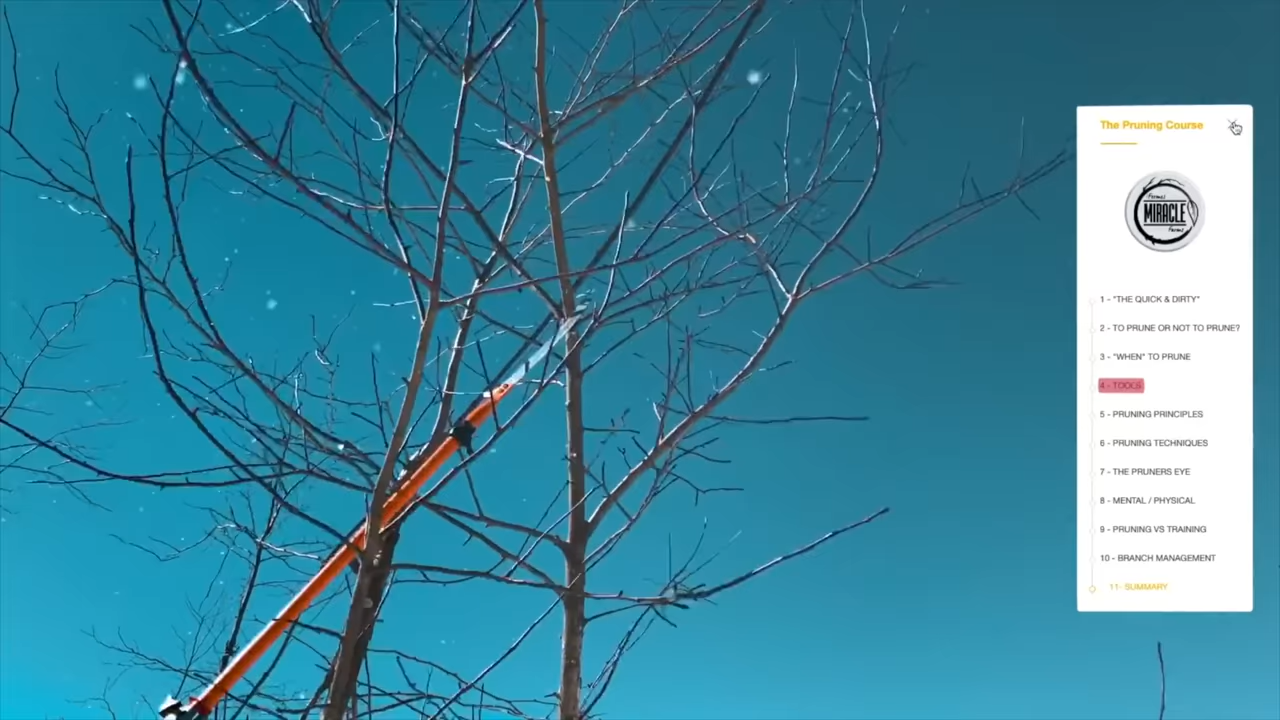 The Pruning Course
Fermes
MIRACLE
Farms
1 - "THE QUICK & DIRTY"
2 - TO PRUNE OR NOT TO PRUNE?
3 - "WHEN" TO PRUNE
4 - TOOLS
5 - PRUNING PRINCIPLES
6 - PRUNING TECHNIQUES
7 - THE PRUNERS EYE
8 - MENTAL / PHYSICAL
9 - PRUNING VS TRAINING
10 - BRANCH MANAGEMENT
11- SUMMARY